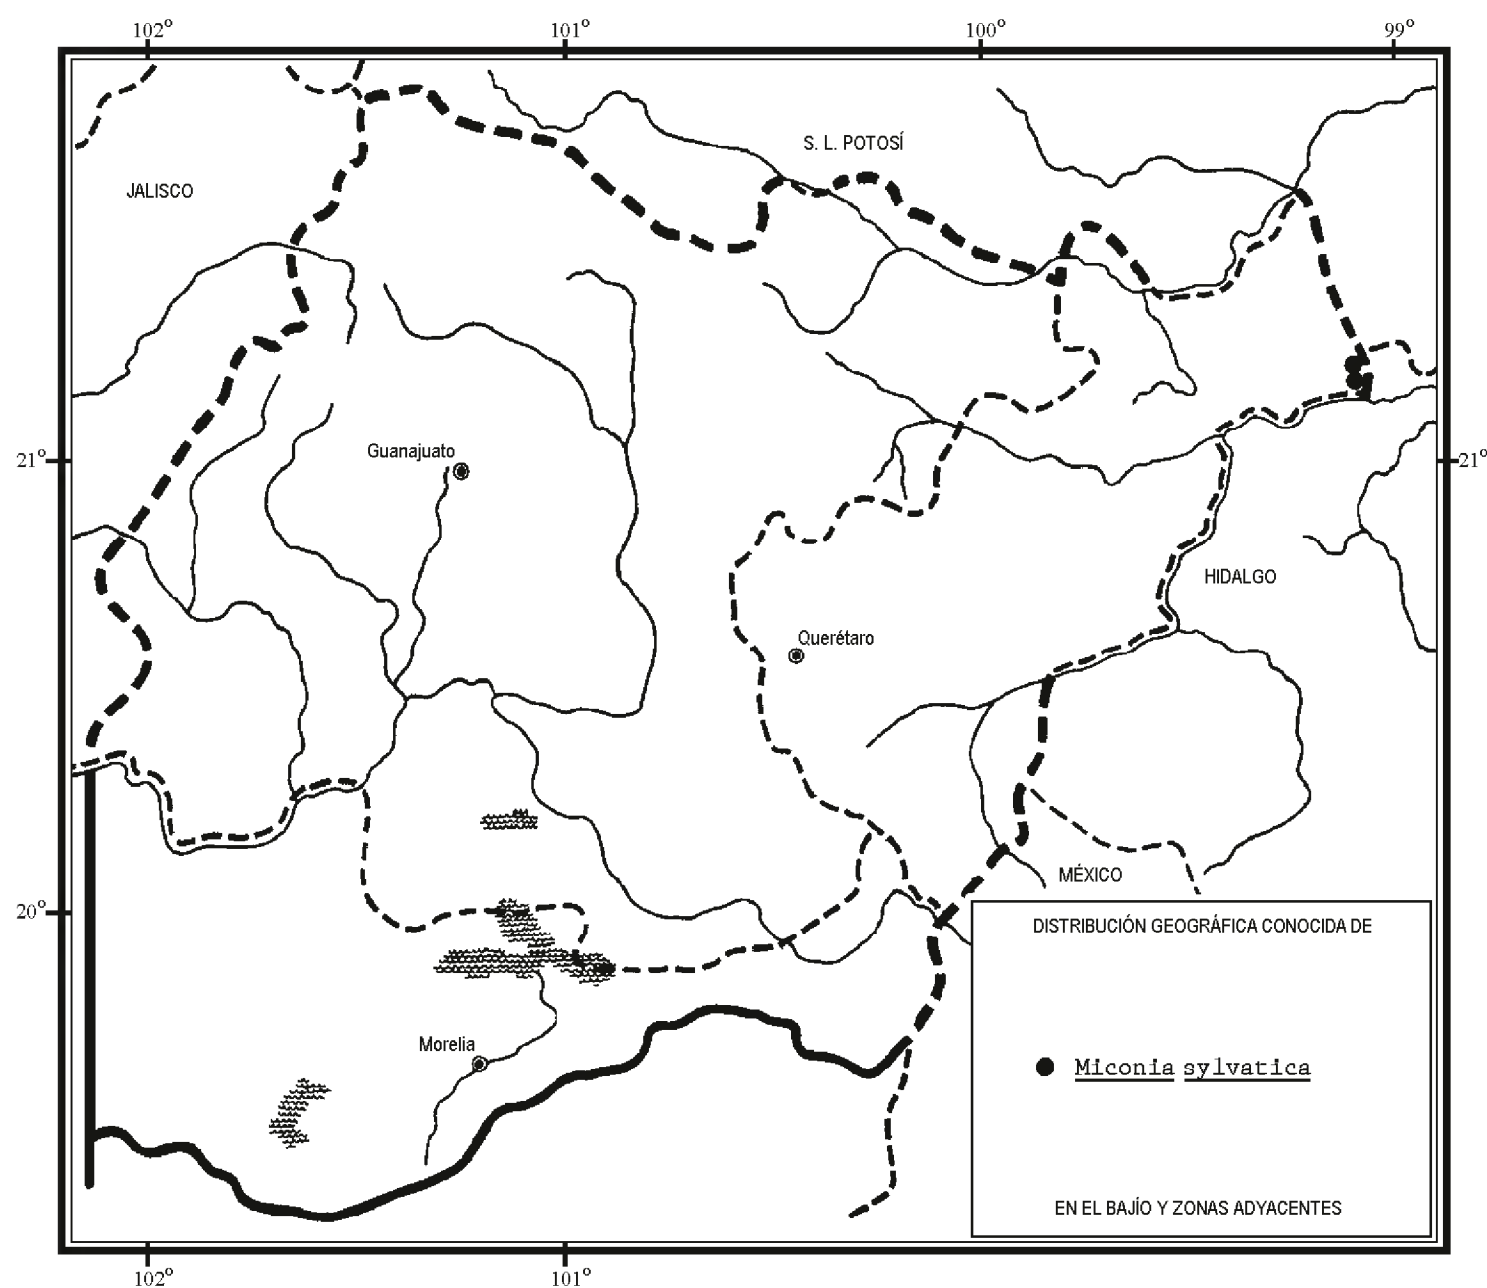 102° 101° 100° 99°
S. L. POTOSÍ
JALISCO
Guanajuato
21° 21°
HIDALGO
Querétaro
MÉXICO
20°
DISTRIBUCIÓN GEOGRÁFICA CONOCIDA DE
Morelia
Miconia sylvatica
EN EL BAJÍO Y ZONAS ADYACENTES
102° 101°